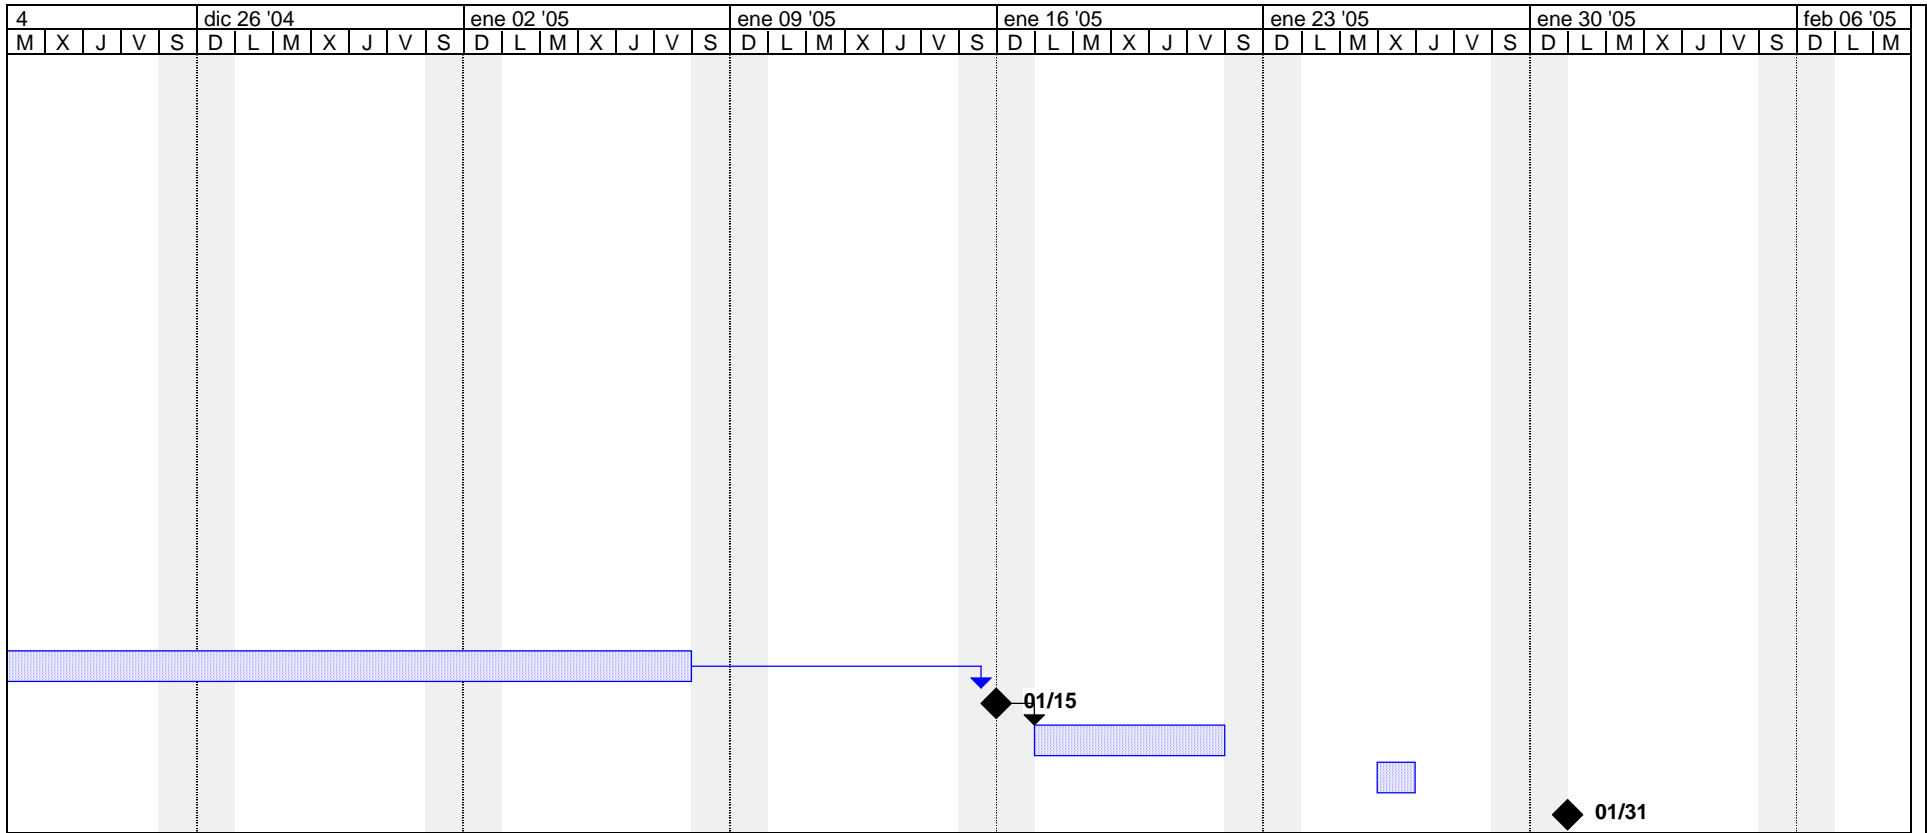 4 dic 26 '04 ene 02 '05 ene 09 '05 ene 16 '05 ene 23 '05 ene 30 '05 feb 06 '05
M X J V S D L M X J V S D L M X J V S D L M X J V S D L M X J V S D L M X J V S D L M X J V S D L M
01/15
01/31